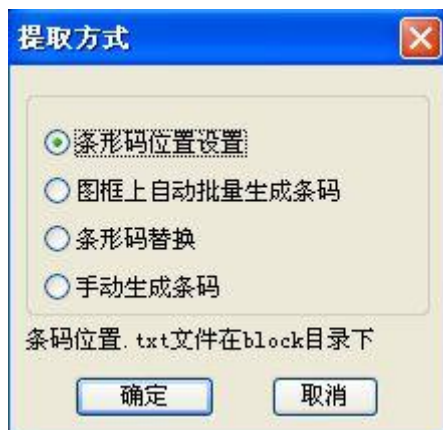 提取方式
条形码位置设置
图框上自动批量生成条码
条形码替换
手动生成条码
条码位置.txt文件在block目录下
确定 取消